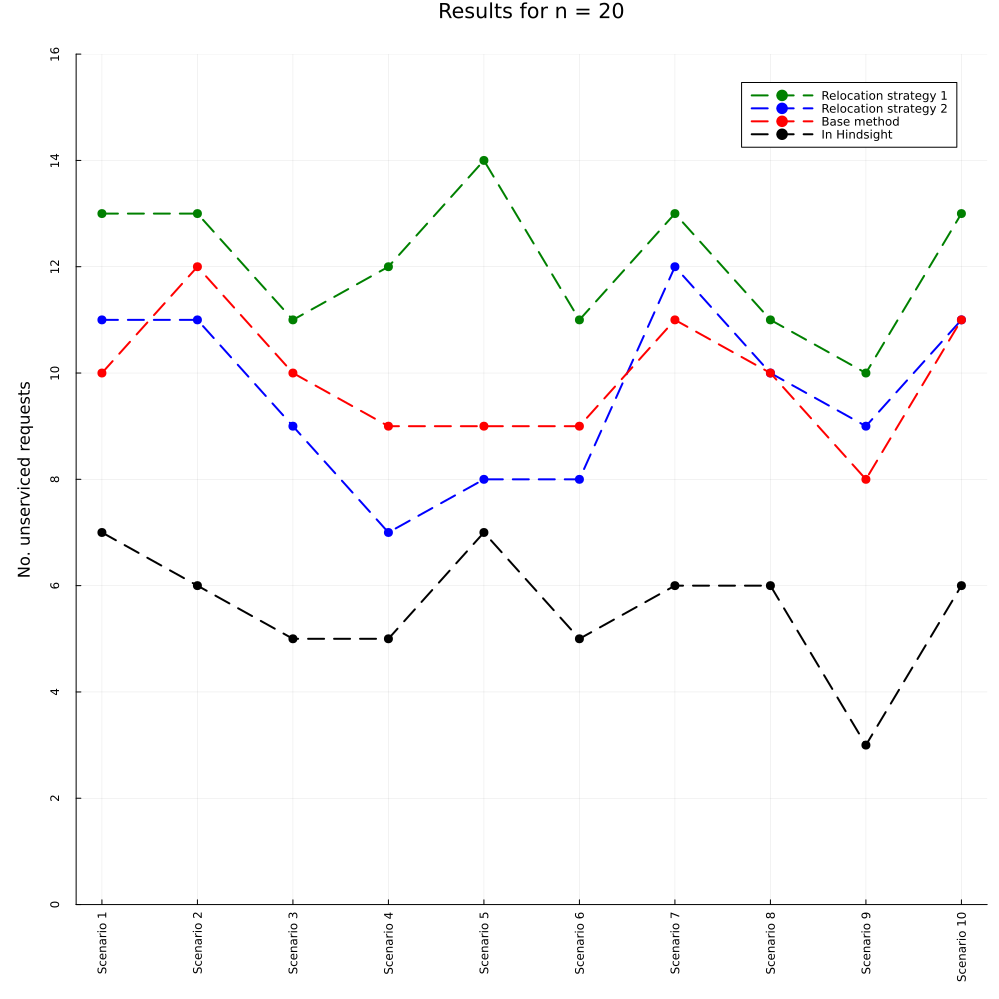 Results for n = 20
No. unserviced requests
16
14
12
10
8
6
4
2
0
Relocation strategy 1
Relocation strategy 2
Base method
In Hindsight
Scenario 1
Scenario 2
Scenario 3
Scenario 4
Scenario 5
Scenario 6
Scenario 7
Scenario 8
Scenario 9
Scenario 10